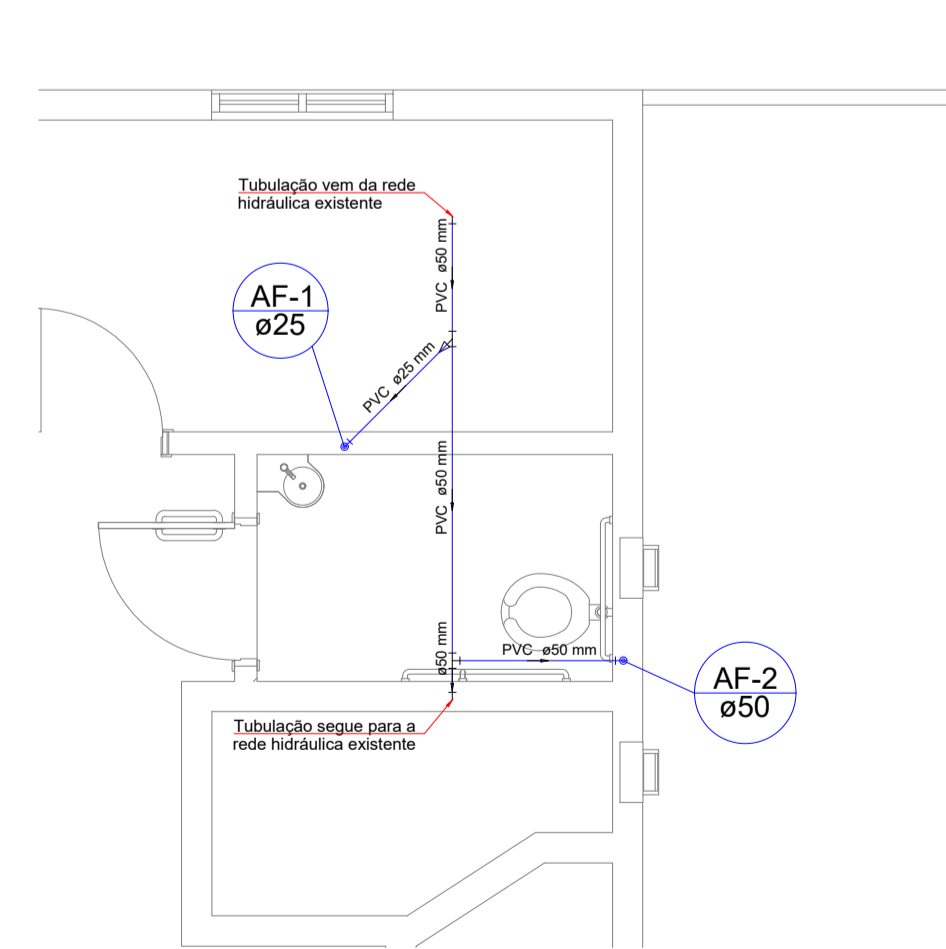 Tubulação vem da rede
hidráulica existente
PVC ø50 mm
AF-1
ø25
PVC ø25 mm
PVC ø50 mm
ø50 mm
PVC ø50 mm
AF-2
ø50
Tubulação segue para a
rede hidráulica existente